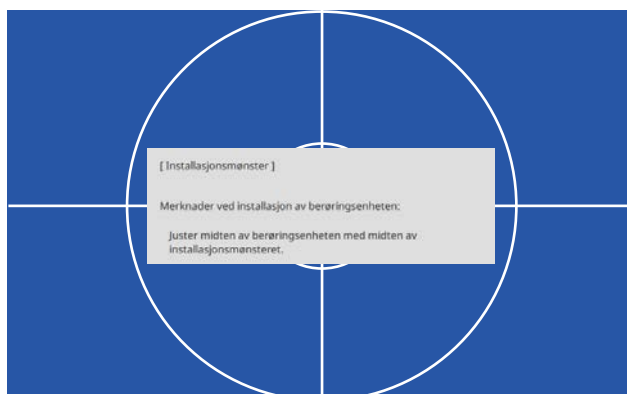 [ Installasjonsmønster ]
Merknader ved installasjon av berøringsenheten:
Juster midten av berøringsenheten med midten av
installasjonsmønsteret.